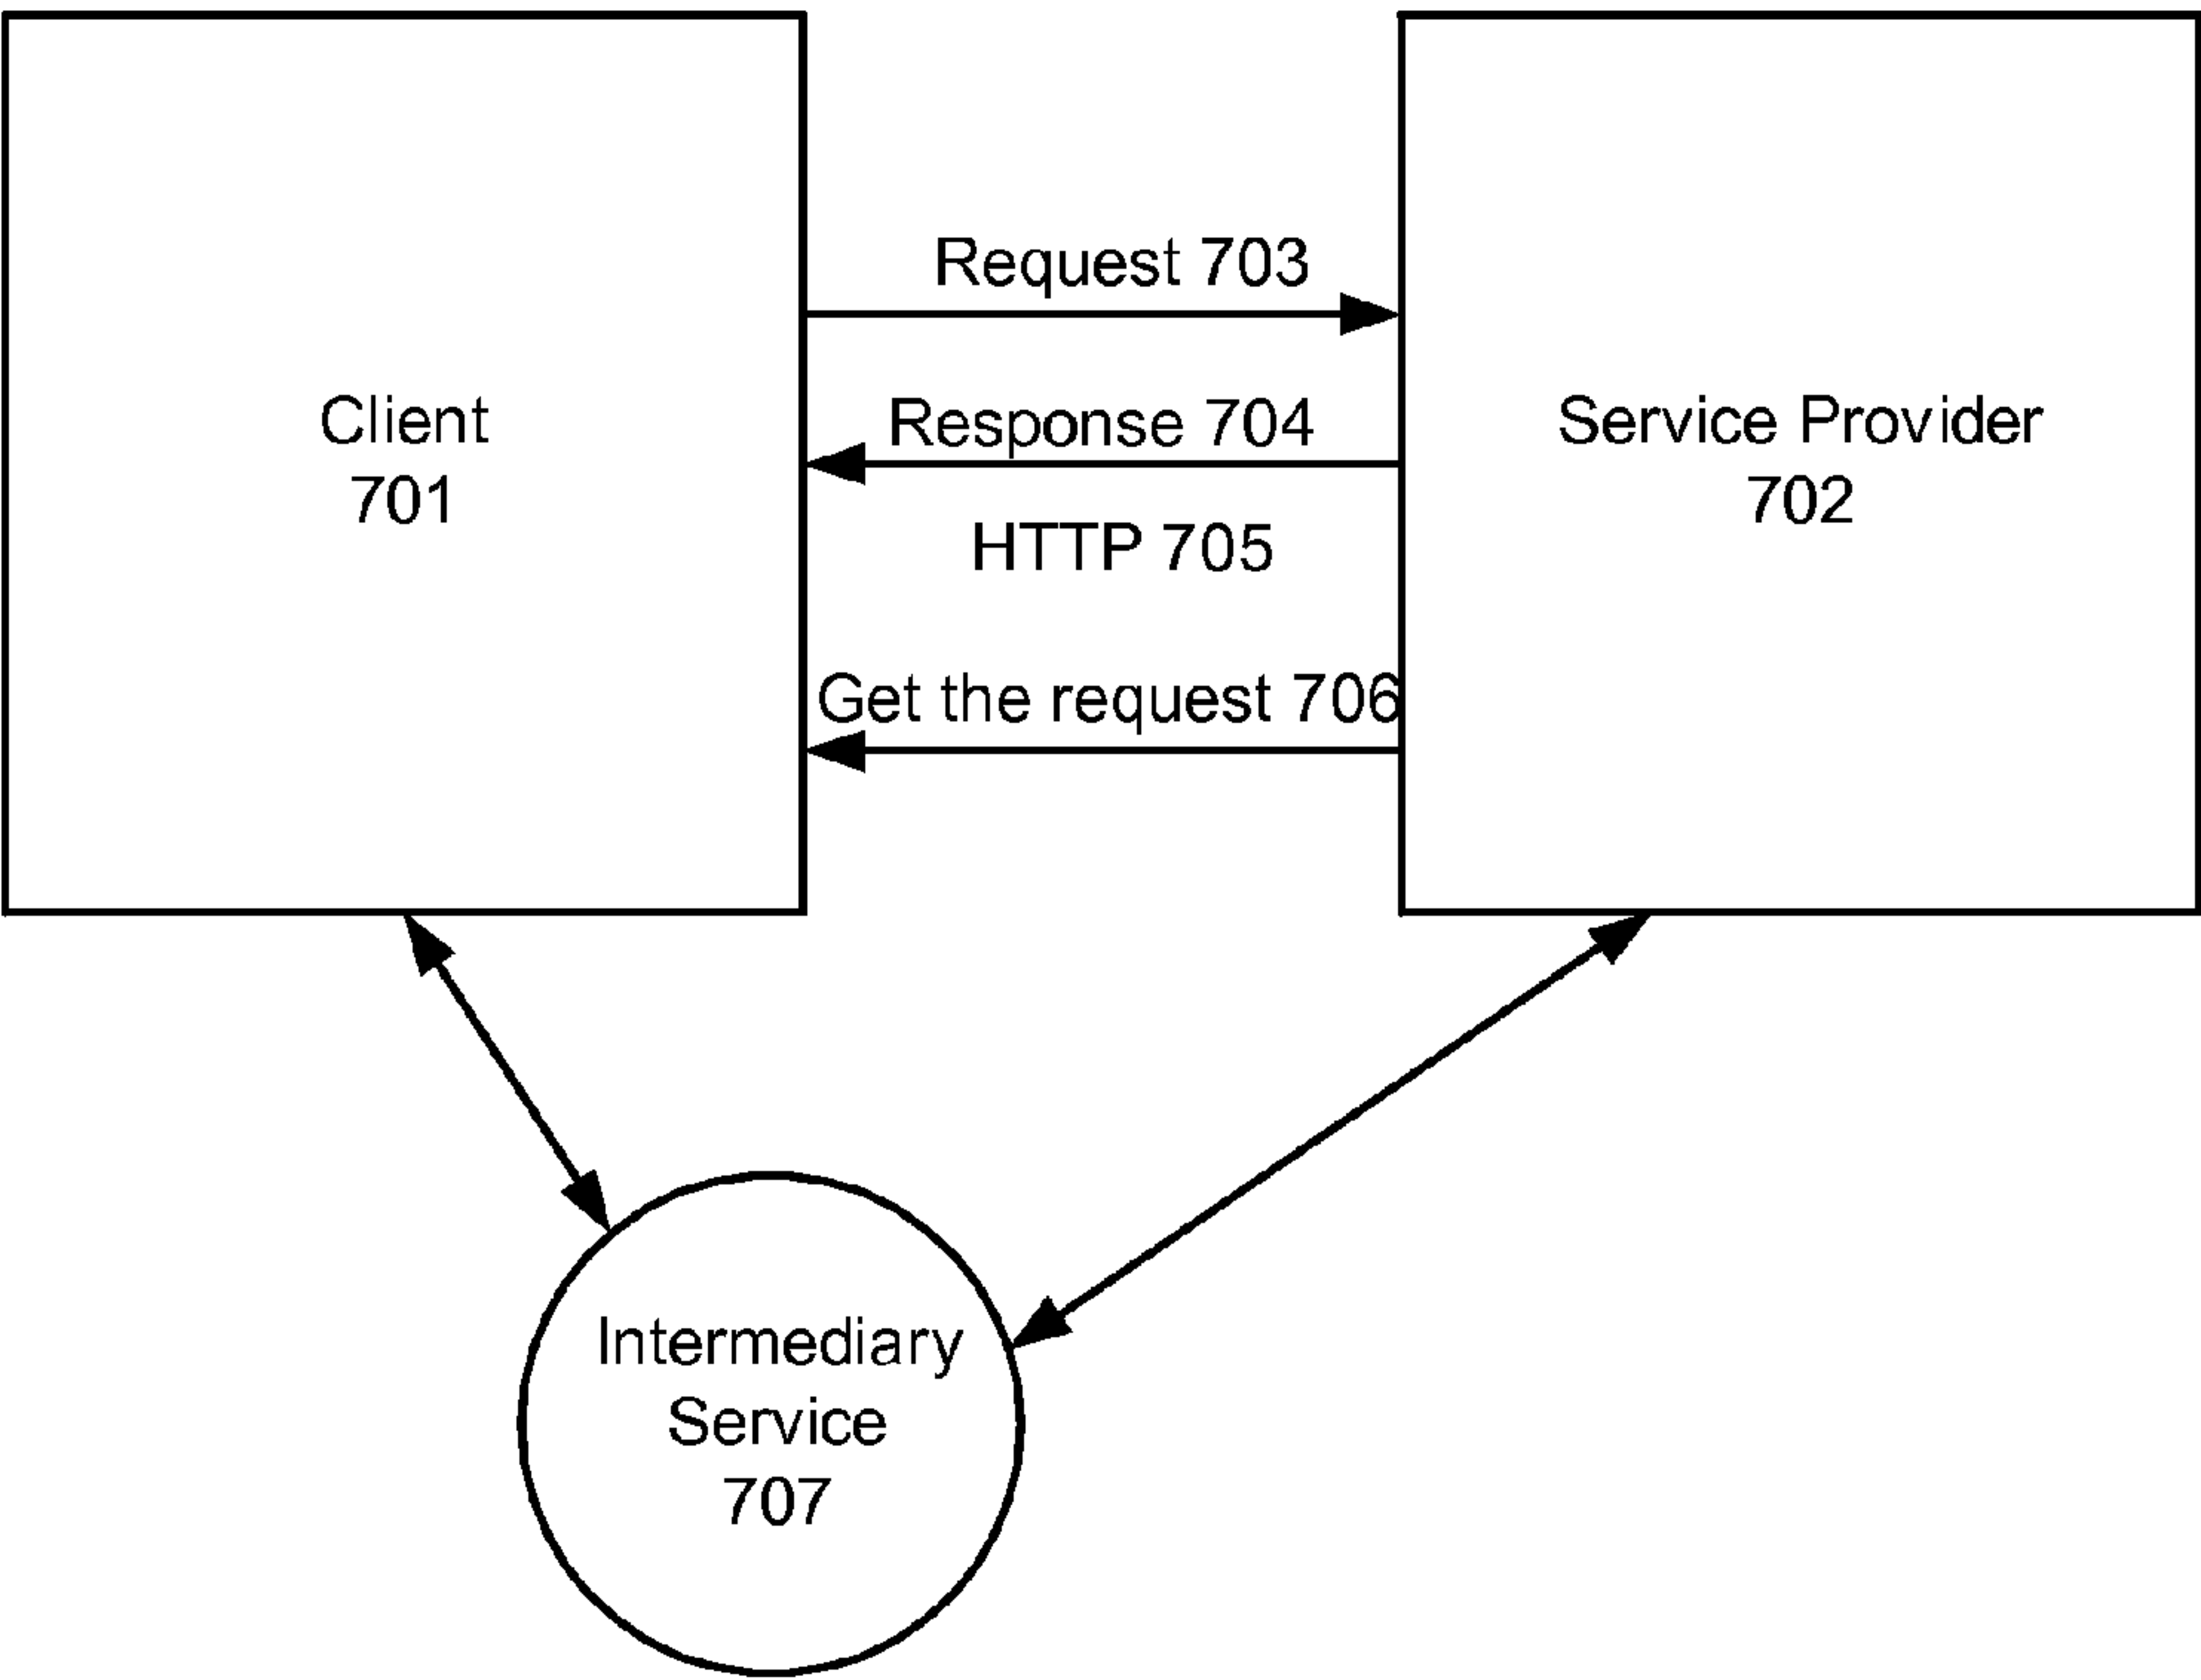 Client
701
Request 703
Response 704
HTTP 705
Get the request 706
Service Provider
702
Intermediary
Service
707